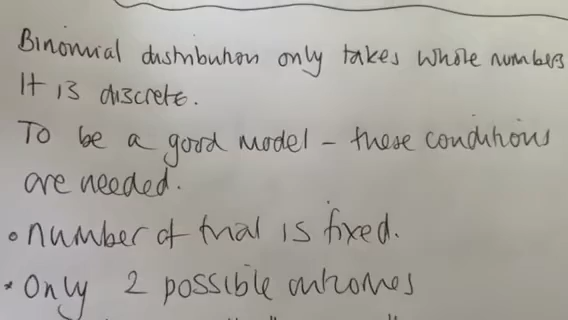 Binomial distribution only takes whole numbers
It is discrete.
To be a good model - these conditions
are needed.
• number of trial is fixed.
• Only 2 possible outcomes